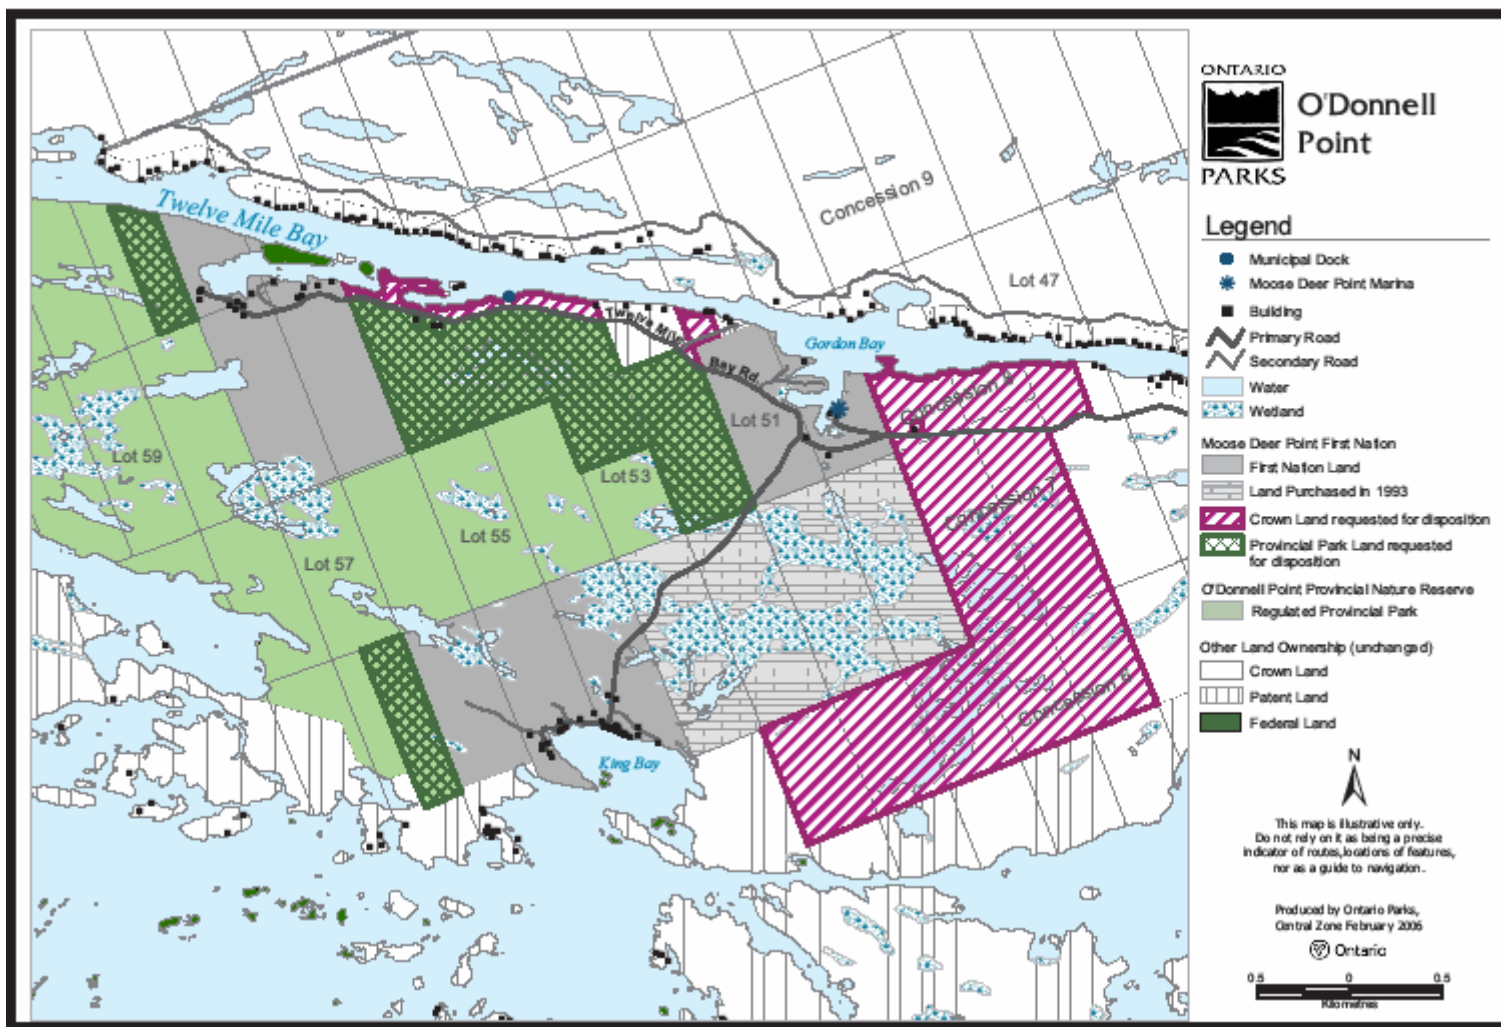 ONTARIO
PARKS
O'Donnell
Point
Legend
Municipal Dock
Moose Deer Point Marina
Building
Primary Road
Secondary Road
Water
Wetland
Moose Deer Point First Nation
First Nation Land
Land Purchased in 1993
Crown Land requested for disposition
Provincial Park Land requested
for disposition
O'Donnell Point Provincial Nature Reserve
Regulated Provincial Park
Other Land Ownership (unchanged)
Crown Land
Patent Land
Federal Land
N
This map is illustrative only.
Do not rely on it as being a precise
indicator of routes,locations of features,
nor as a guide to navigation.
Produced by Ontario Parks,
Central Zone February 2006
Ontario
0.5 0 0.5
Kilometres
Twelve Mile Bay
Concession 9
Lot 47
Gordon Bay
Twelve Mile
Bay Rd.
Concession 8
Lot 51
Lot 59
Lot 53
Concession 7
Lot 55
Lot 57
Concession 6
King Bay